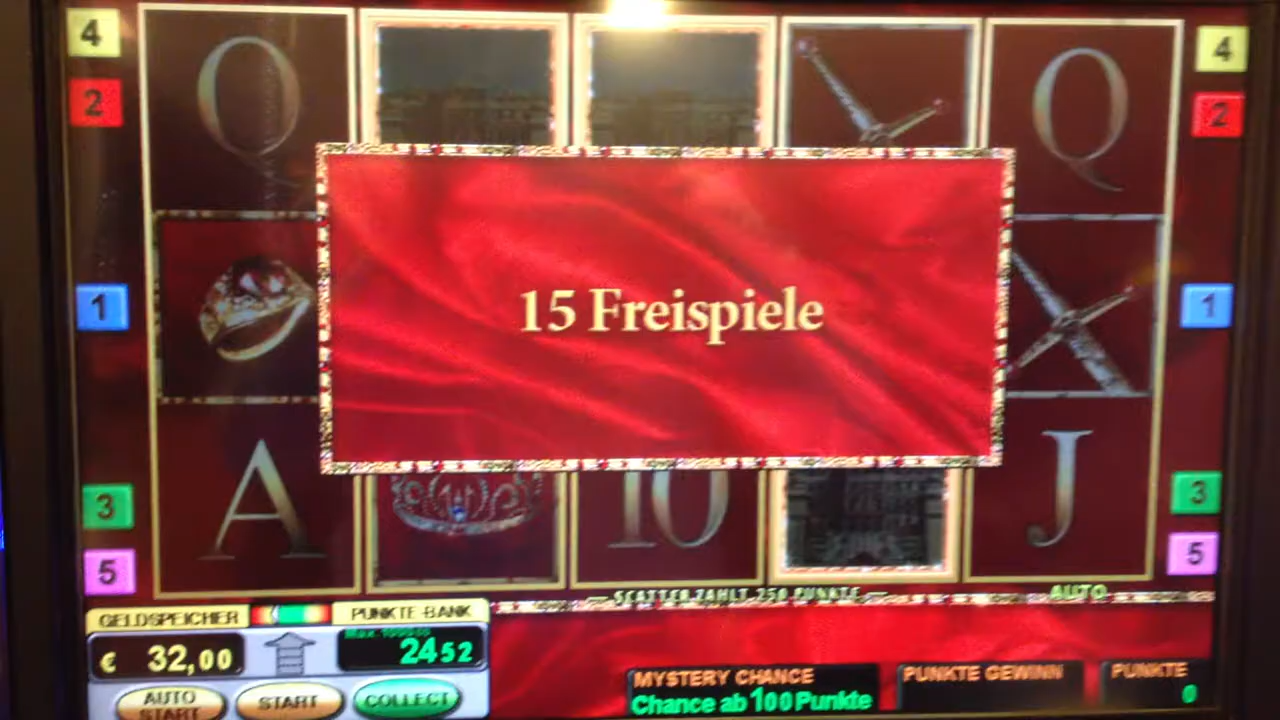 4
Q
Q
4
2
2
15 Freispiele
1
1
A
10
J
3
3
5
5
SCATTER ZAHLT 250 PUNKTE
AUTO
GELDSPEICHER
PUNKTE-BANK
€ 32,00
2452
MYSTERY CHANCE
PUNKTE GEWINN
PUNKTE
Chance ab 100 Punkte
0
AUTO
START
START
COLLECT